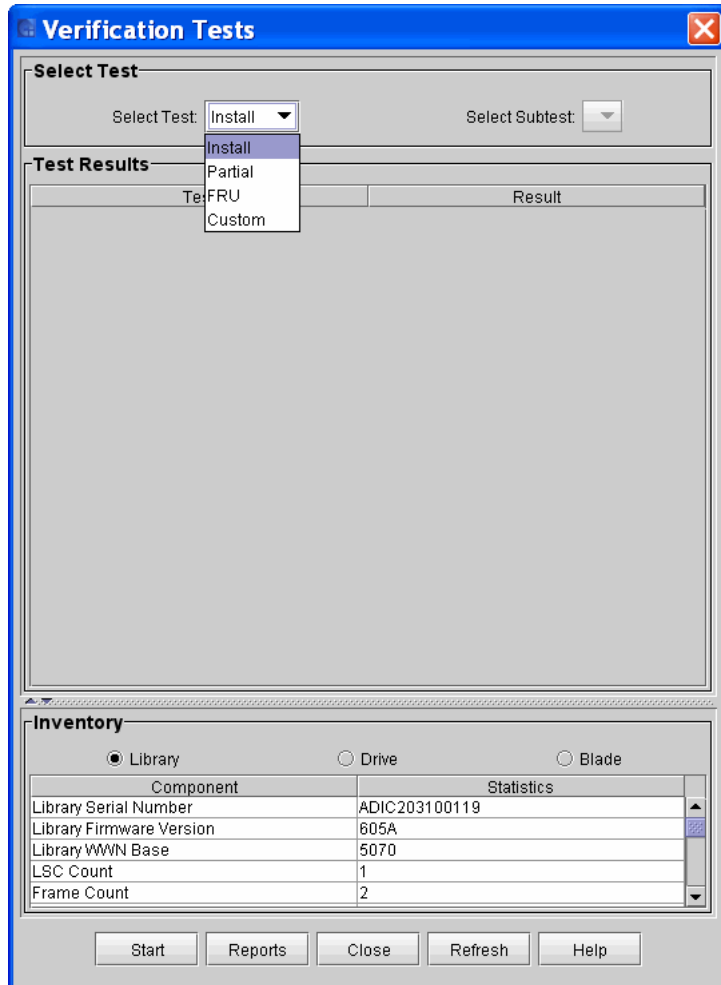 Verification Tests
Select Test
Select Test: Install
Select Subtest:
Install
Partial
FRU
Custom
Test Results
Result
Inventory
Library
Drive
Blade
Component Statistics
Library Serial Number ADIC203100119
Library Firmware Version 605A
Library WWN Base 5070
LSC Count 1
Frame Count 2
Start Reports Close Refresh Help